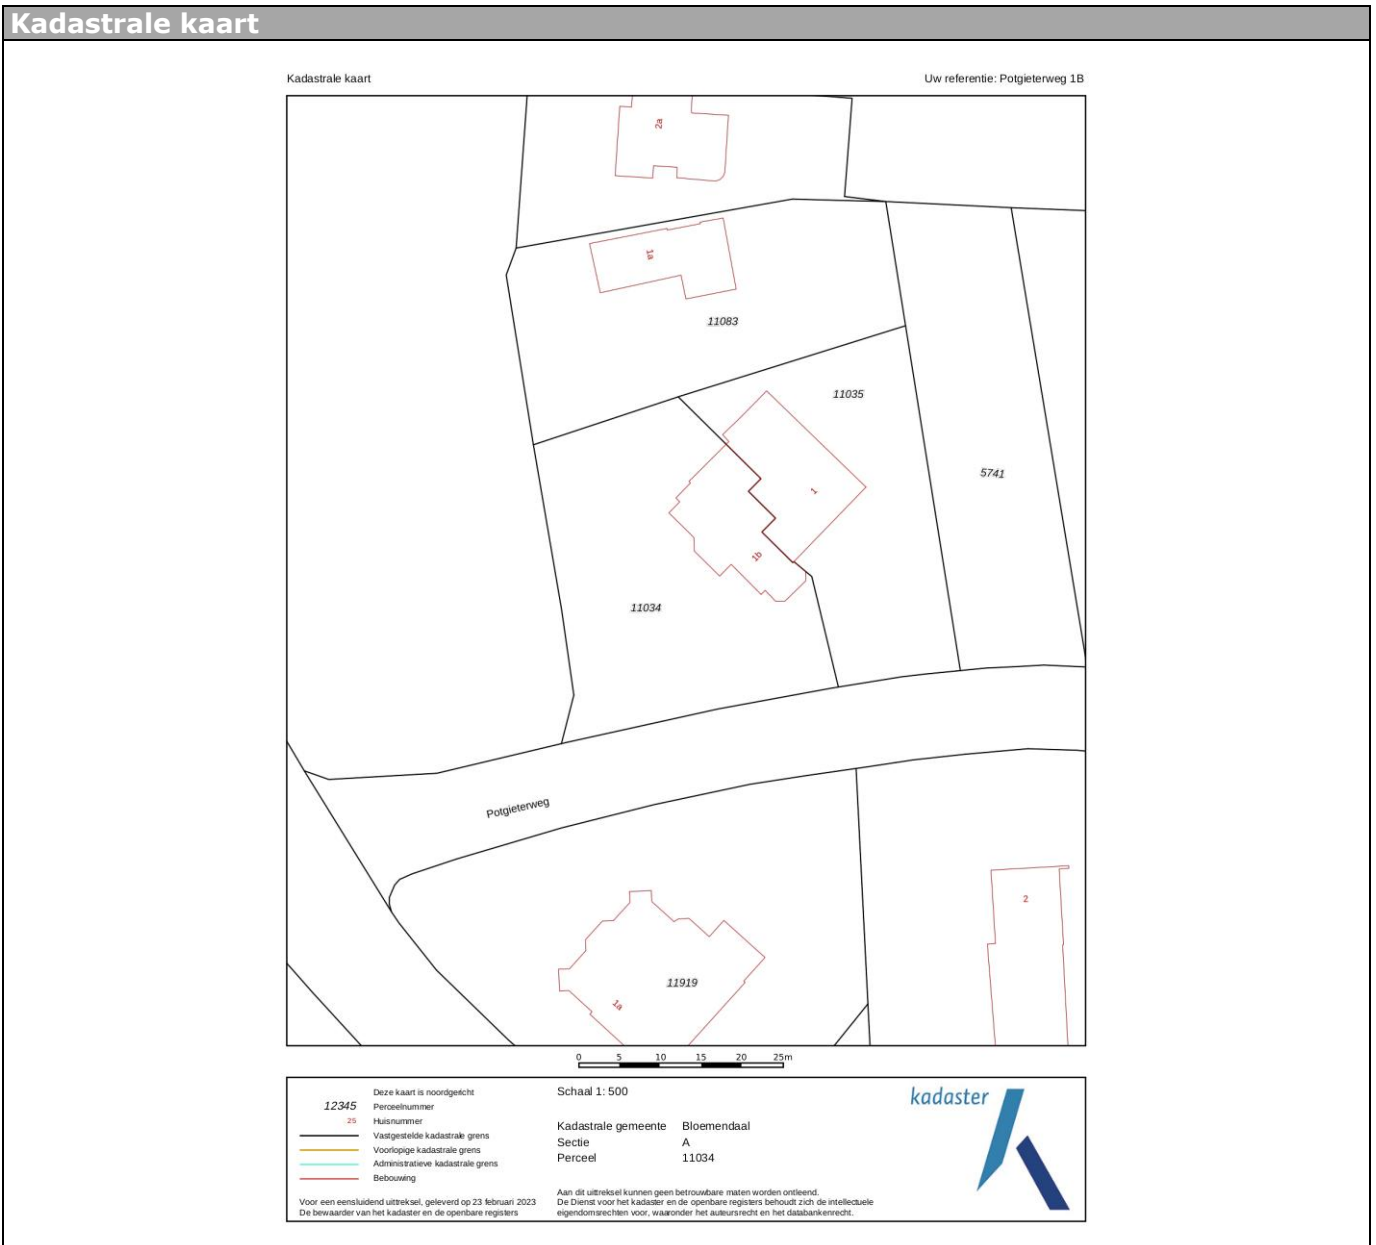 Kadastrale kaart
Kadastrale kaart
Uw referentie: Potgieterweg 1B
2a
1a
11083
11035
5741
1
1b
11034
Potgieterweg
2
11919
1a
0 5 10 15 20 25m
Deze kaart is noordgericht
12345 Perceelnummer
25 Huisnummer
Vastgestelde kadastrale grens
Voorlopige kadastrale grens
Administratieve kadastrale grens
Bebouwing
Voor een eensluidend uittreksel, geleverd op 23 februari 2023
De bewaarder van het kadaster en de openbare registers
Schaal 1: 500
Kadastrale gemeente Bloemendaal
Sectie A
Perceel 11034
Aan dit uittreksel kunnen geen betrouwbare maten worden ontleend.
De Dienst voor het kadaster en de openbare registers behoudt zich de intellectuele
eigendomsrechten voor, waaronder het auteursrecht en het databankenrecht.
kadaster